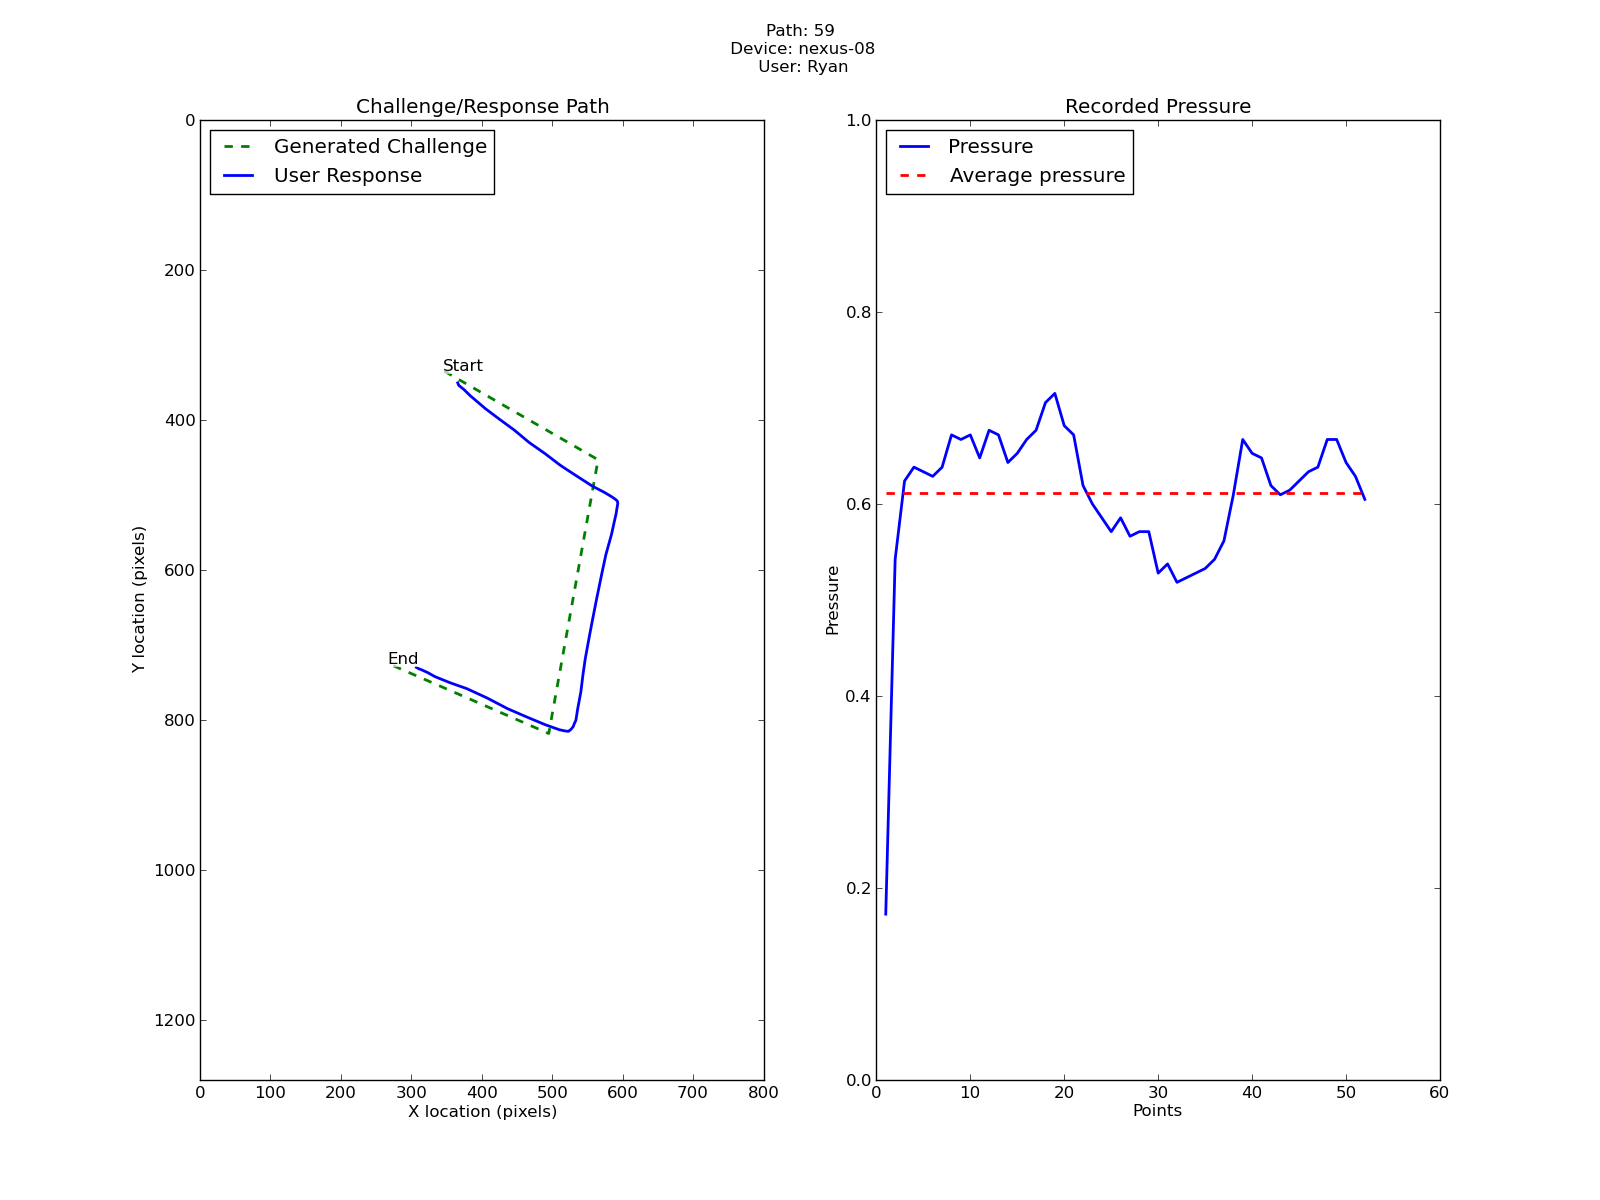 Path: 59
Device: nexus-08
User: Ryan
Challenge/Response Path
Generated Challenge
User Response
Start
End
0
200
400
600
800
1000
1200
Y location (pixels)
0 100 200 300 400 500 600 700 800
X location (pixels)
Recorded Pressure
Pressure
Average pressure
1.0
0.8
0.6
0.4
0.2
0.0
Pressure
0 10 20 30 40 50 60
Points